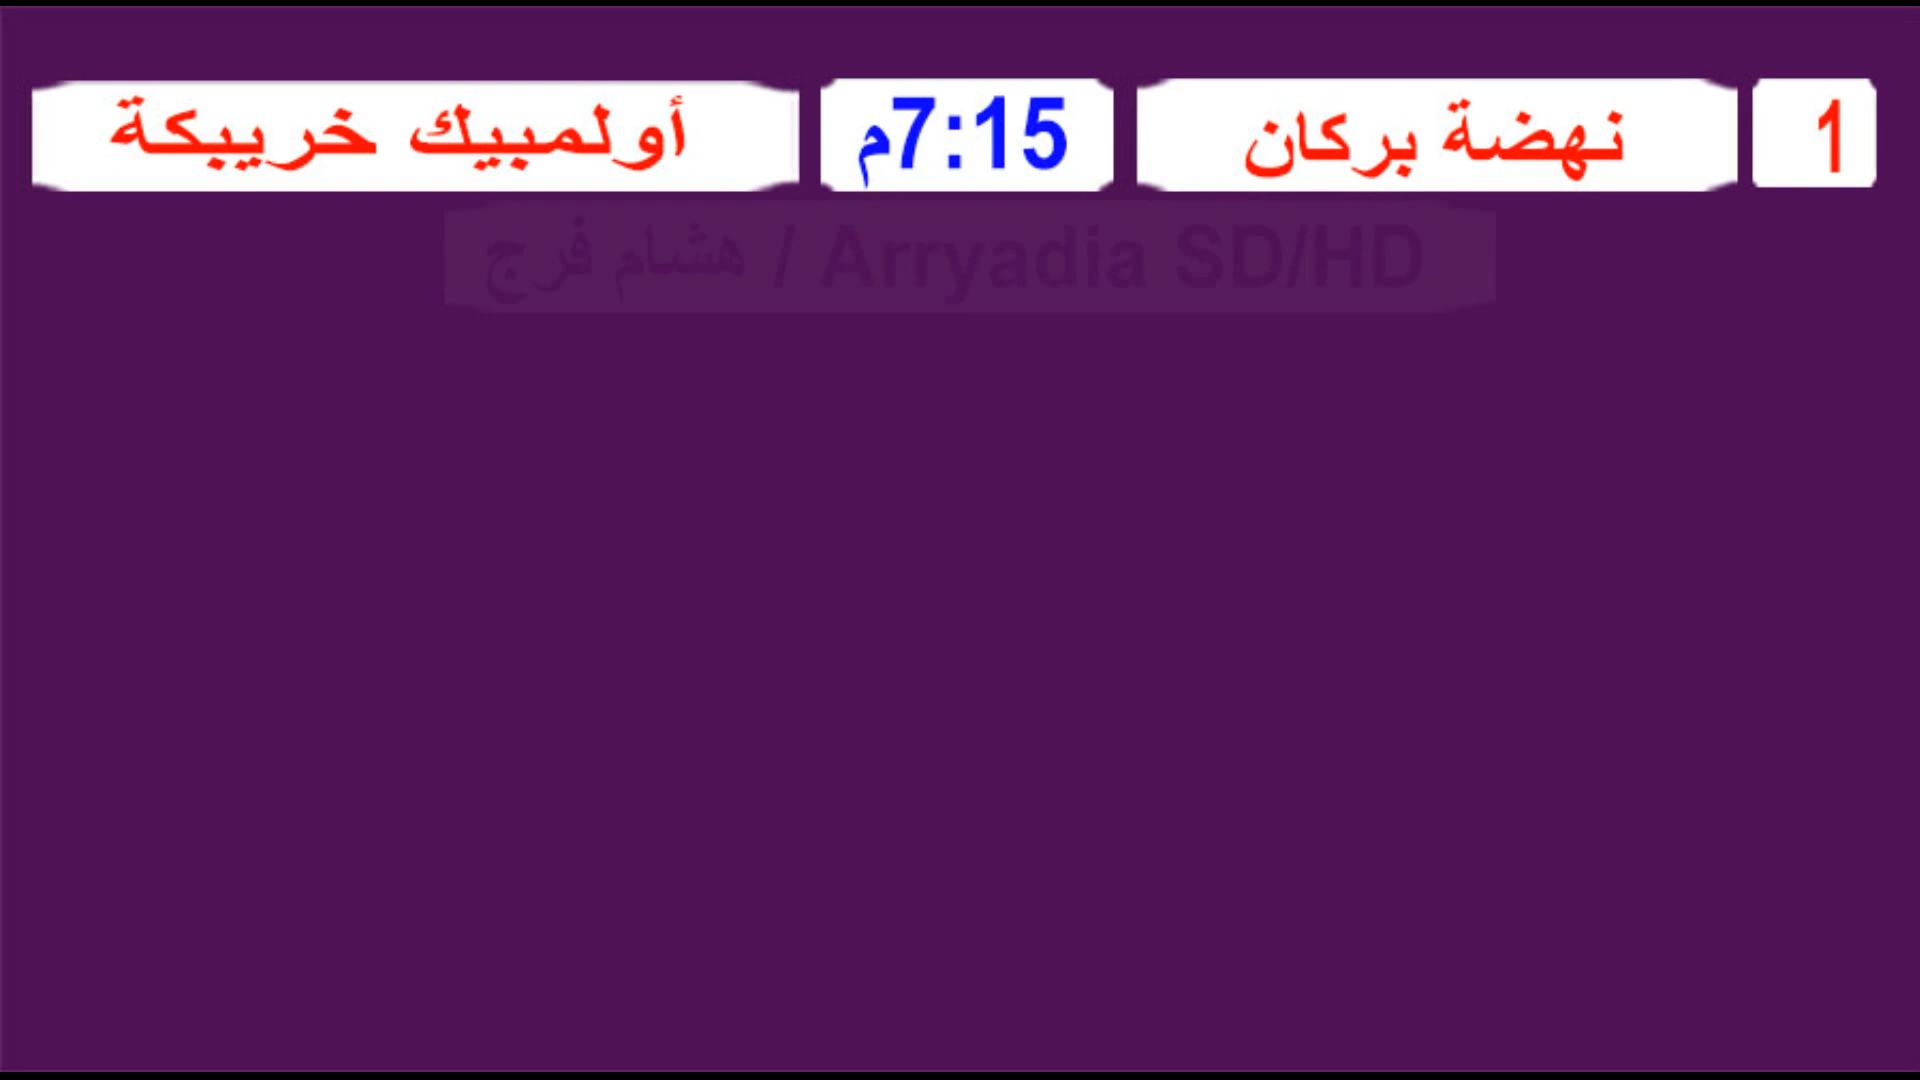 1 نهضة بركان 7:15م أولمبيك خريبكة
Arryadia SD/HD / هشام فرج